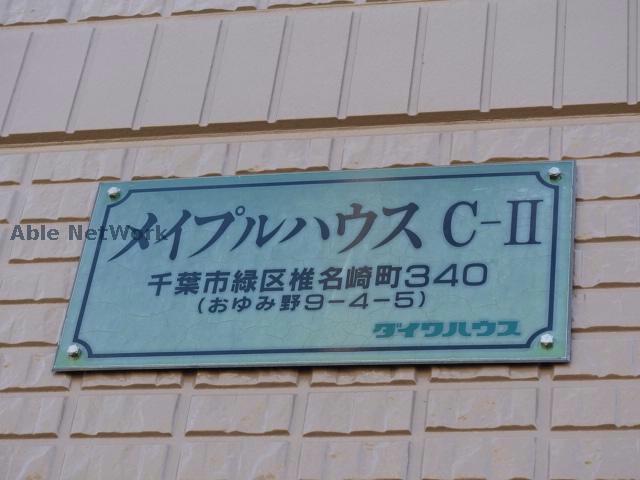 メイプルハウス C-II
千葉市緑区椎名崎町340
(おゆみ野9-4-5)
ダイワハウス
Able NetWork